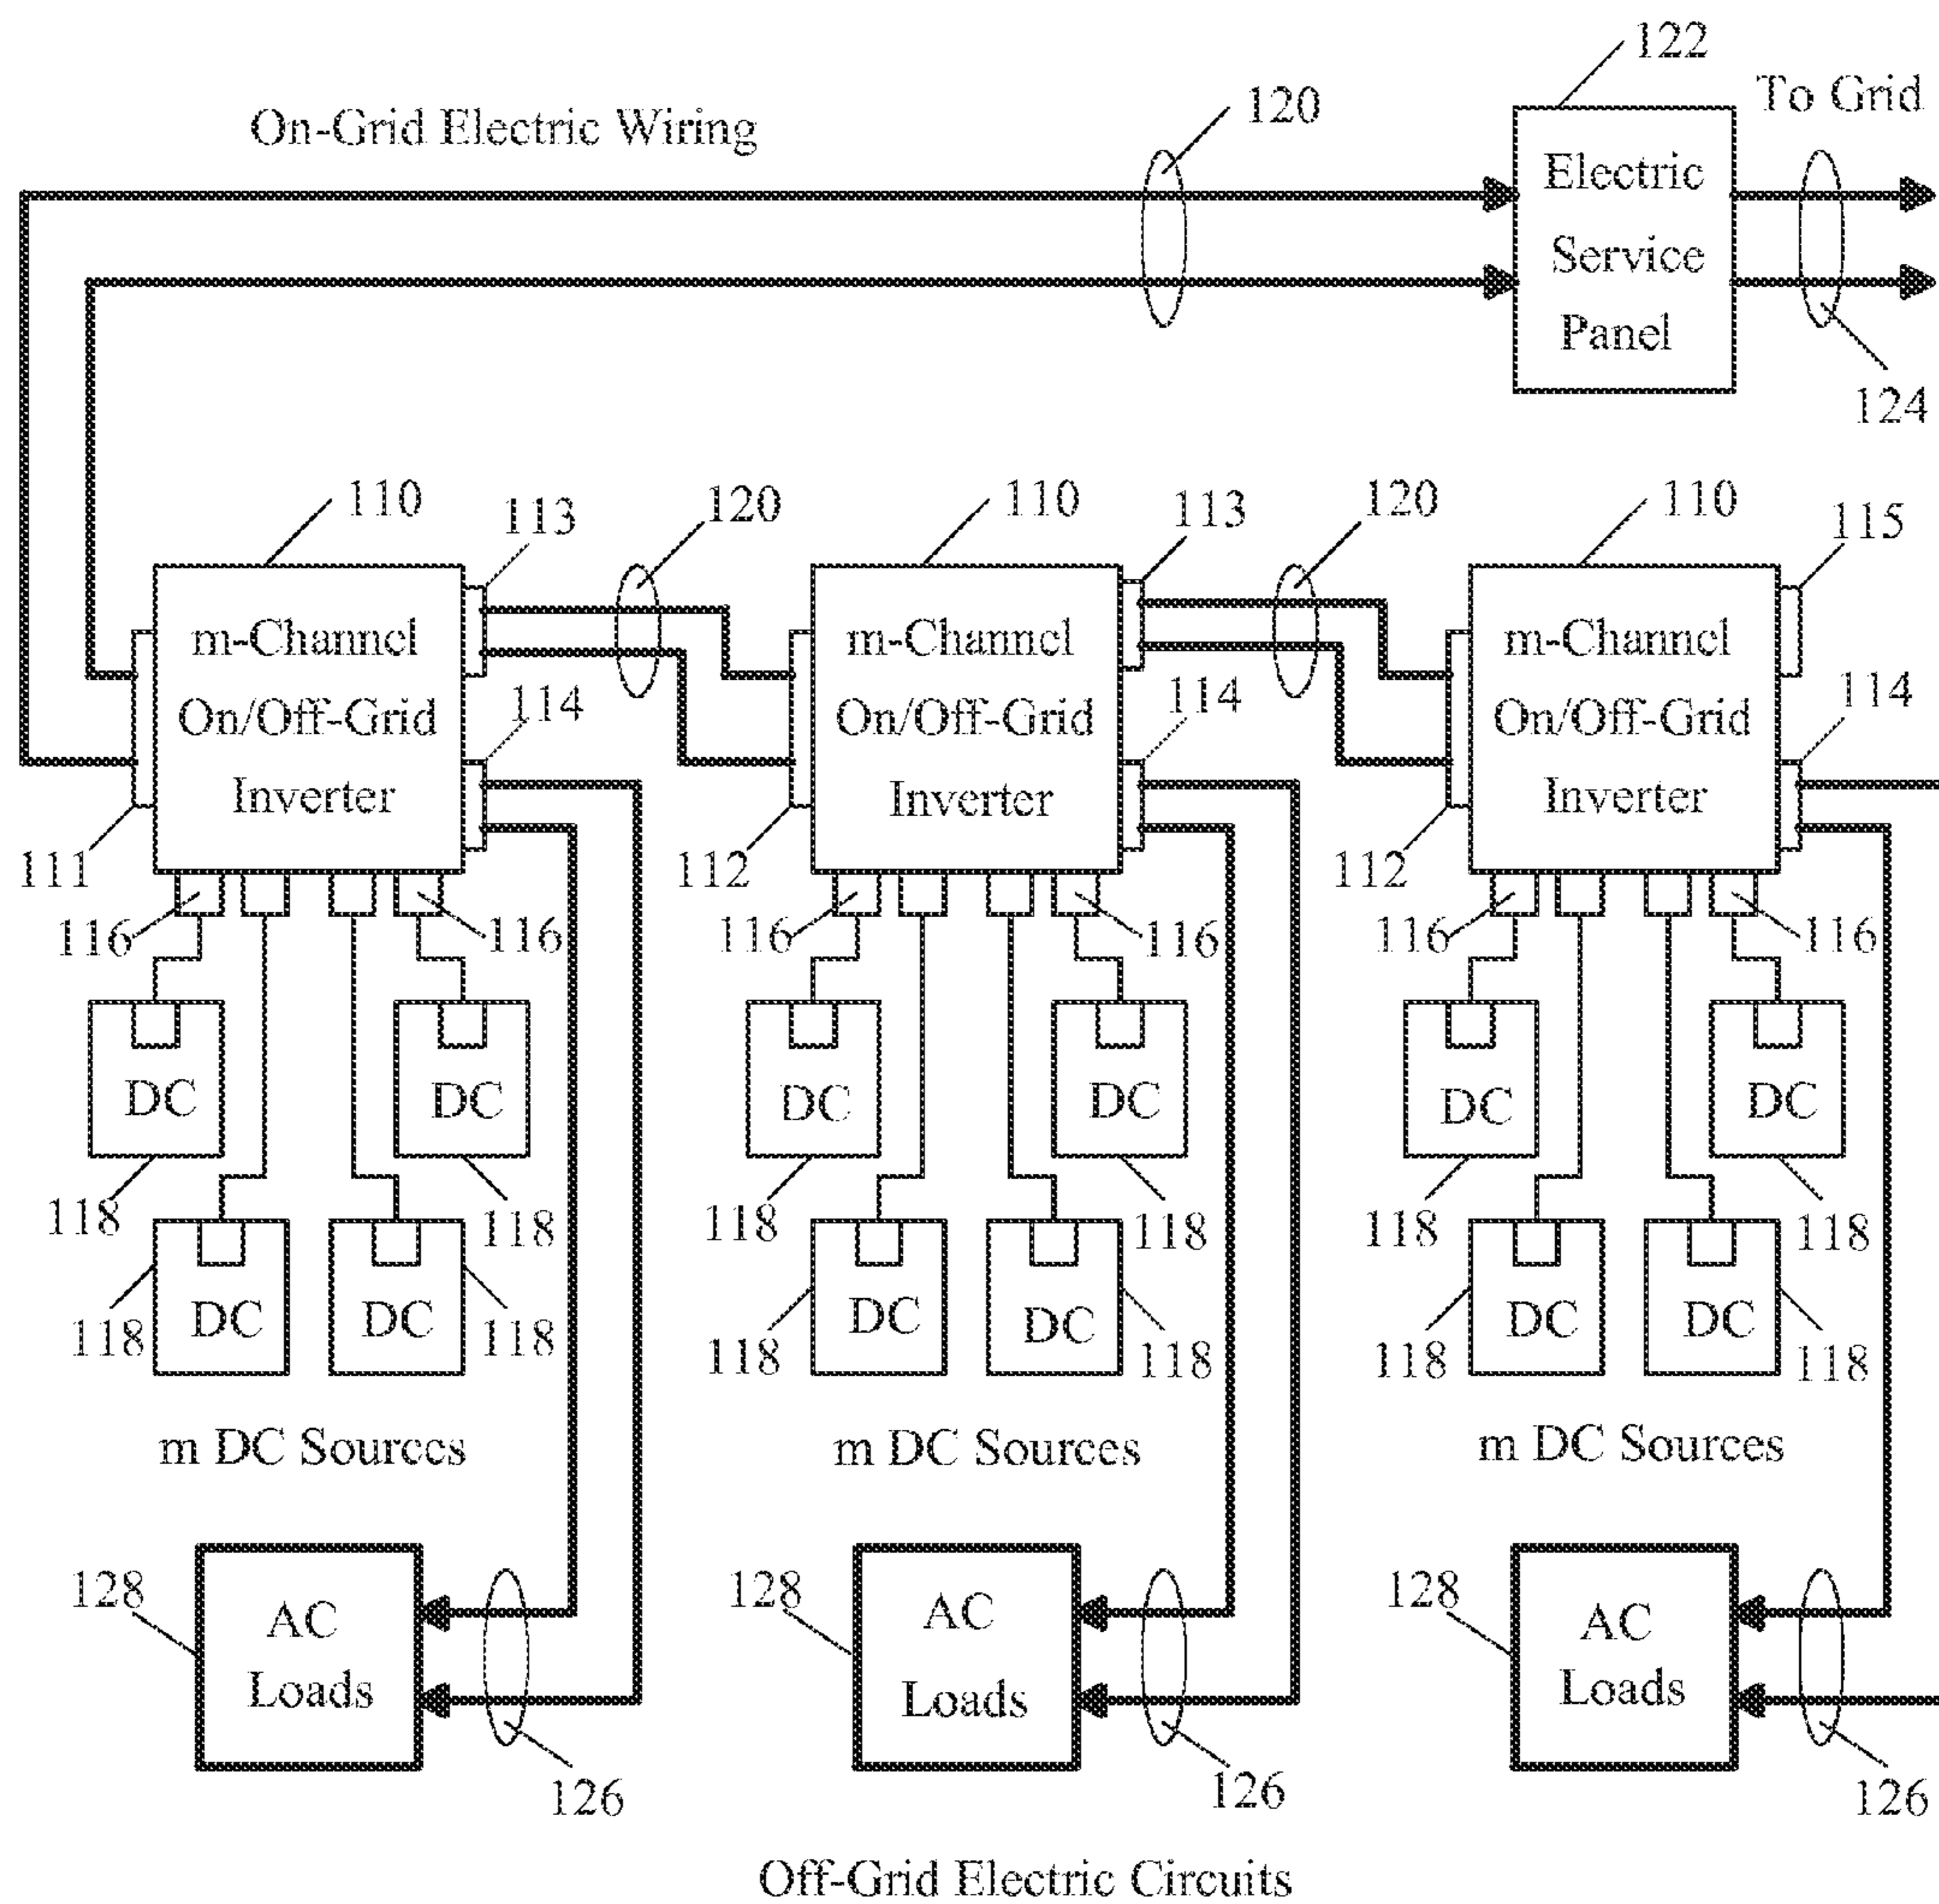 122
To Grid
120
On-Grid Electric Wiring
Electric
Service
Panel
124
110
113
120
110
113
120
110
115
m-Channel
On/Off-Grid
Inverter
m-Channel
On/Off-Grid
Inverter
m-Channel
On/Off-Grid
Inverter
114
114
114
111
112
112
116
116
116
116
116
116
DC
DC
DC
DC
DC
DC
118
118
118
118
118
118
DC
DC
DC
DC
DC
DC
118
118
118
118
118
118
m DC Sources
m DC Sources
m DC Sources
128
AC
Loads
128
AC
Loads
128
AC
Loads
126
126
126
Off-Grid Electric Circuits